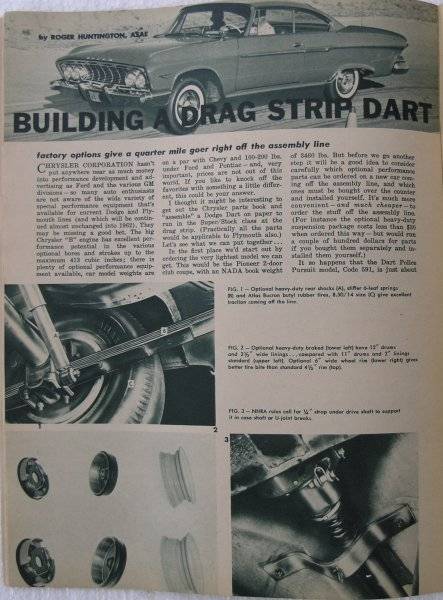 by ROGER HUNTINGTON, ASAE
BUILDING A DRAG STRIP DART
factory options give a quarter mile goer right off the assembly line
CHRYSLER CORPORATION hasn't
put anywhere near as much money
into performance development and ad-
vertising as Ford and the various GM
divisions — so many auto enthusiasts
are not aware of the wide variety of
special performance equipment that's
available for current Dodge and Ply-
mouth lines (and which will be contin-
ued almost unchanged into 1962). They
may be missing a good bet. The big
Chrysler "B" engine has excellent per-
formance potential in the various
optional bores and strokes up to the
maximum 413 cubic inches; there is
plenty of optional performance equip-
ment available, car model weights are
on a par with Chevy and 100-200 lbs.
under Ford and Pontiac — and, very
important, prices are not out of this
world. If you like to knock off the
favorites with something a little differ-
ent, this could be your answer.
I thought it might be interesting to
get out the Chrysler parts book and
"assemble" a Dodge Dart on paper to
run in the Super/Stock class at the
drag strip. (Practically all the parts
would be applicable to Plymouth also.)
Let's see what we can put together...
In the first place we'd start out by
ordering the very lightest model we can
get. This would be the Pioneer 2-door
club coupe, with an NADA book weight
of 3460 lbs. But before we go another
step it will be a good idea to consider
carefully which optional performance
parts can be ordered on a new car com-
ing off the assembly line, and which
ones must be bought over the counter
and installed yourself. It's much more
convenient — and much cheaper — to
order the stuff off the assembly line.
(For instance the optional heavy-duty
suspension package costs less than $20
when ordered this way — but would run
a couple of hundred dollars for parts
if you bought them separately and in-
stalled them yourself.)
It so happens that the Dart Police
Pursuit model, Code 591, is just about
FIG. 1 — Optional heavy-duty rear shocks (A), stiffer 6-leaf springs
(B) and Atlas Bucron butyl rubber tires, 8.50/14 size (C) give excellent
traction coming off the line.
FIG. 2 — Optional heavy-duty braked (lower left) have 12" drums
and 2½" wide linings . . . compared with 11" drums and 2" linings
standard (upper left). Optional 6" wide wheel rim (lower right) gives
better tire bite than standard 4½" rim (top).
FIG. 3 — NHRA rules call for ¼" strap under drive shaft to support
it in case shaft or U-joint breaks.
A
B
C
1
2
3